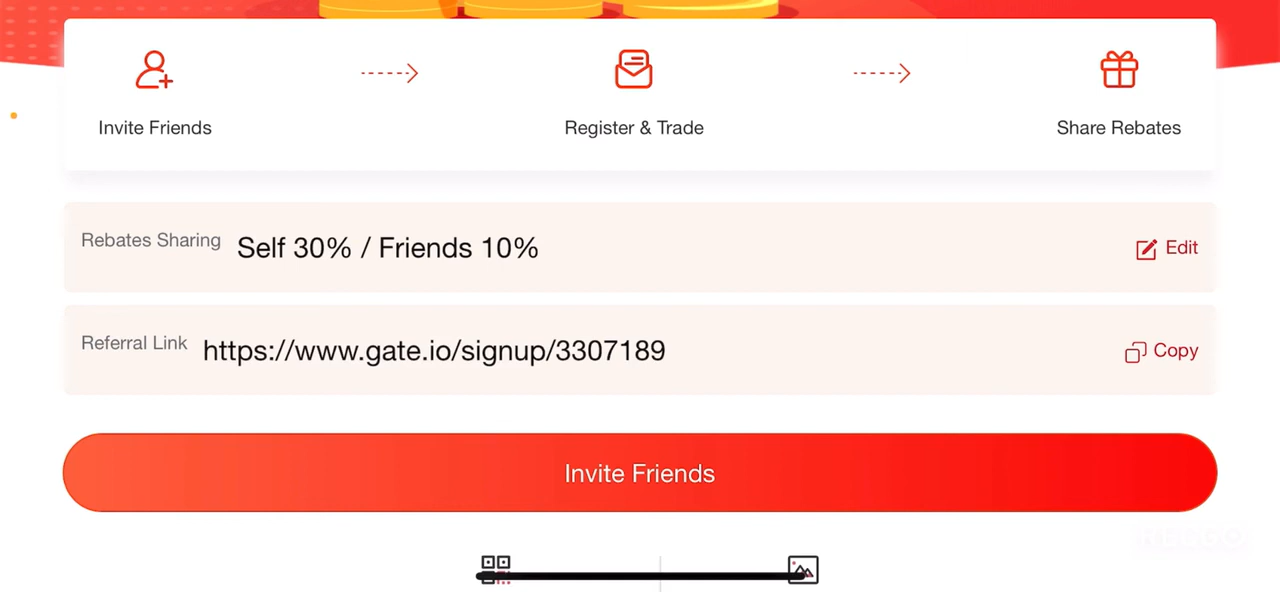 Invite Friends
Register & Trade
Share Rebates
Rebates Sharing Self 30% / Friends 10% Edit
Referral Link https://www.gate.io/signup/3307189 Copy
Invite Friends